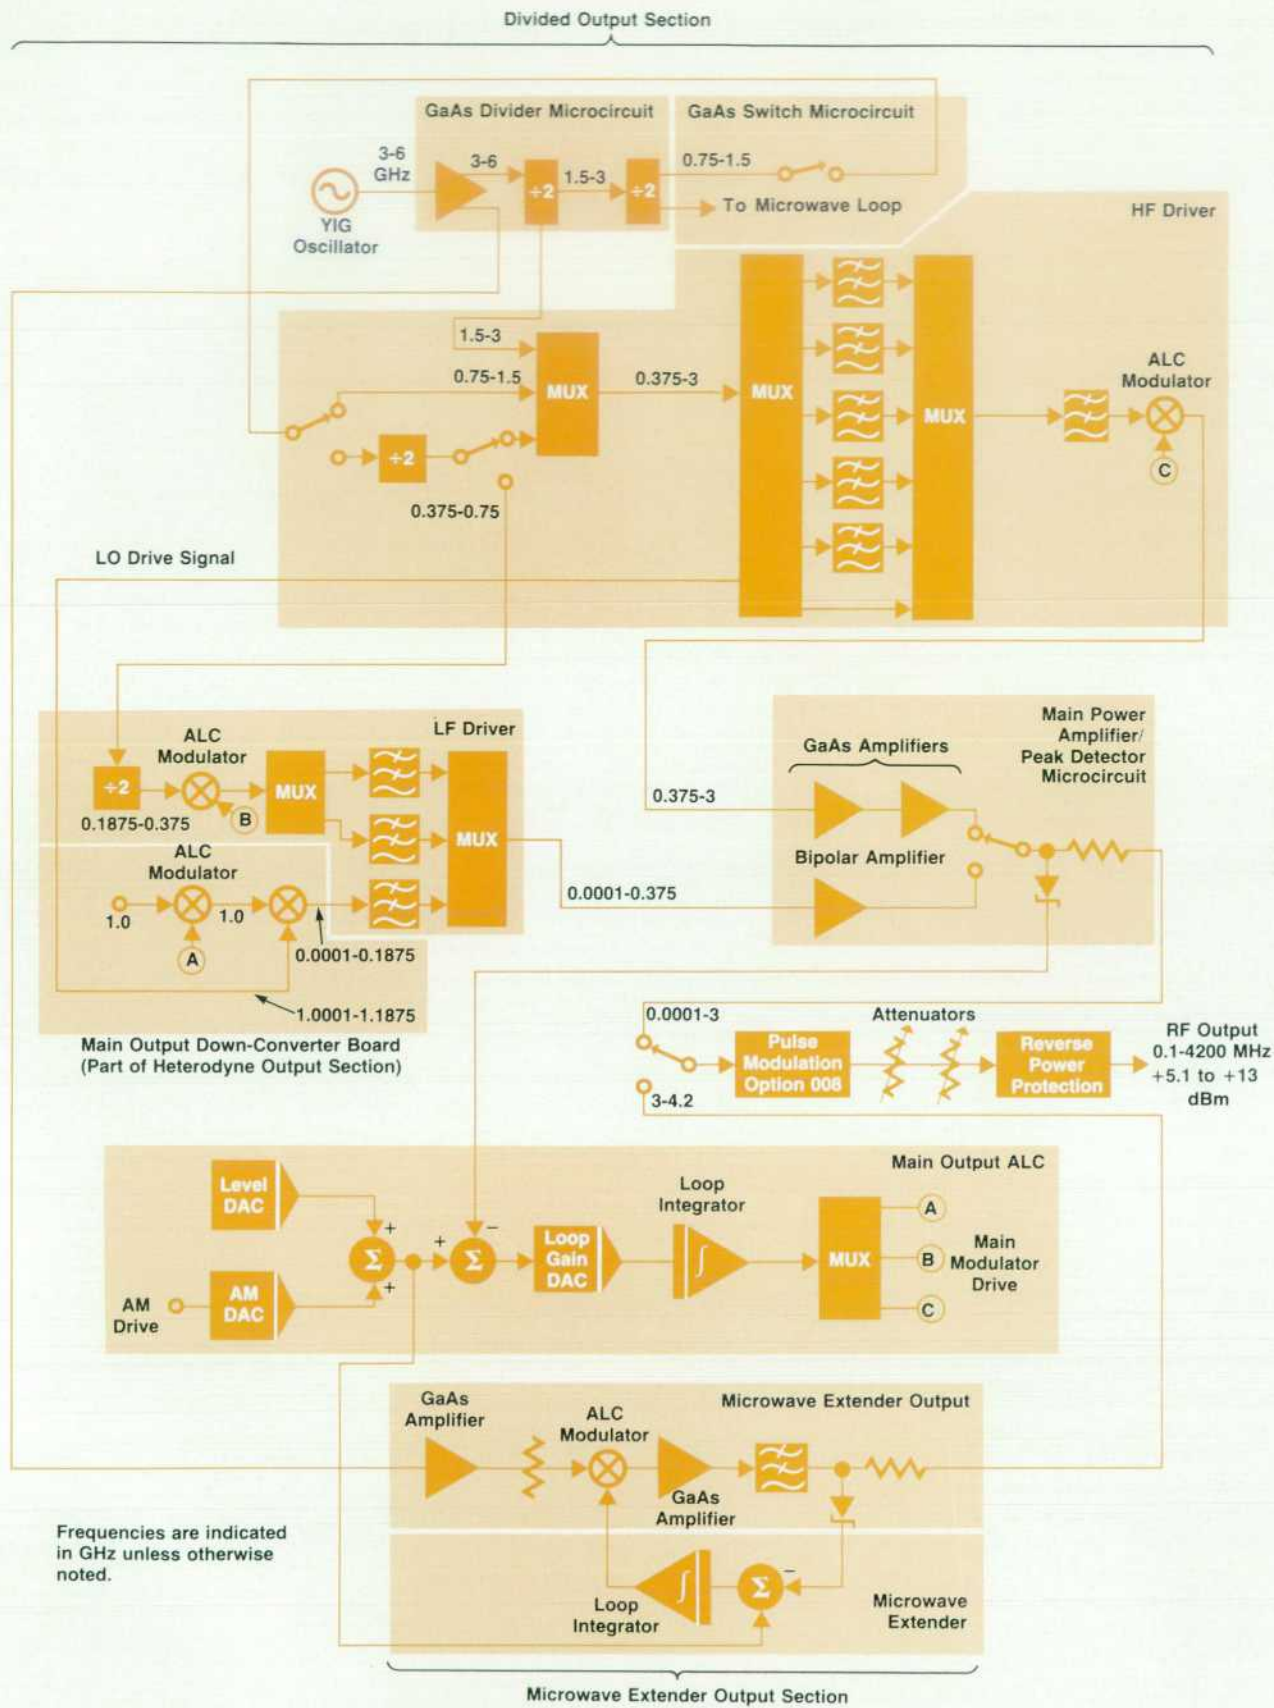 Divided Output Section
GaAs Divider Microcircuit
GaAs Switch Microcircuit
3-6
GHz
3-6
÷2
1.5-3
÷2
0.75-1.5
To Microwave Loop
YIG
Oscillator
HF Driver
1.5-3
0.75-1.5
MUX
0.375-3
MUX
MUX
ALC
Modulator
C
÷2
0.375-0.75
LO Drive Signal
LF Driver
ALC
Modulator
÷2
MUX
MUX
0.1875-0.375
B
ALC
Modulator
1.0
1.0
A
0.0001-0.1875
1.0001-1.1875
Main Output Down-Converter Board
(Part of Heterodyne Output Section)
0.0001-0.375
0.375-3
Main Power
Amplifier/
Peak Detector
Microcircuit
GaAs Amplifiers
Bipolar Amplifier
0.0001-3
3-4.2
Pulse
Modulation
Option 008
Attenuators
Reverse
Power
Protection
RF Output
0.1-4200 MHz
+5.1 to +13
dBm
Main Output ALC
Level
DAC
+
Σ
+
AM
Drive
AM
DAC
+
−
Σ
Loop
Gain
DAC
Loop
Integrator
∫
MUX
A
B
C
Main
Modulator
Drive
GaAs
Amplifier
ALC
Modulator
Microwave Extender Output
GaAs
Amplifier
Frequencies are indicated
in GHz unless otherwise
noted.
∫
Loop
Integrator
Σ
−
Microwave
Extender
Microwave Extender Output Section